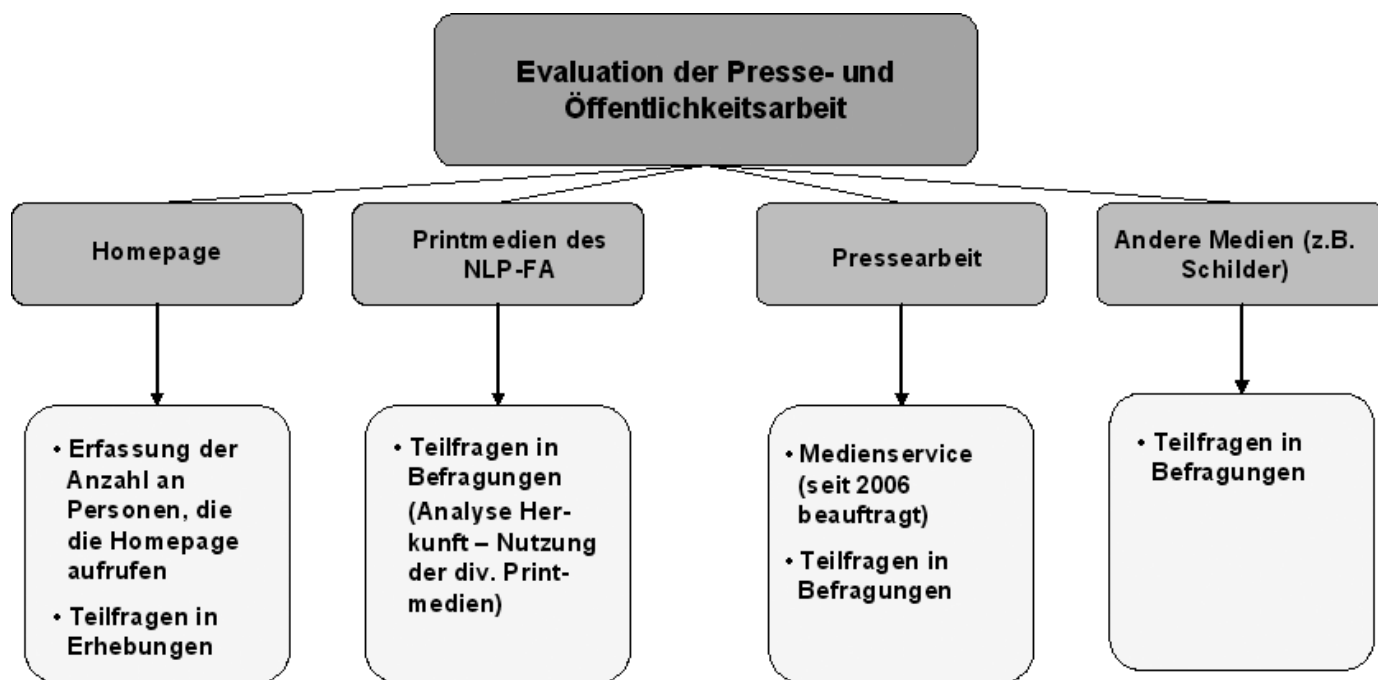 Evaluation der Presse- und
Öffentlichkeitsarbeit
Homepage
Printmedien des
NLP-FA
Pressearbeit
Andere Medien (z.B.
Schilder)
• Erfassung der
Anzahl an
Personen, die
die Homepage
aufrufen
• Teilfragen in
Erhebungen
• Teilfragen in
Befragungen
(Analyse Her-
kunft – Nutzung
der div. Print-
medien)
• Medienservice
(seit 2006
beauftragt)
• Teilfragen in
Befragungen
• Teilfragen in
Befragungen